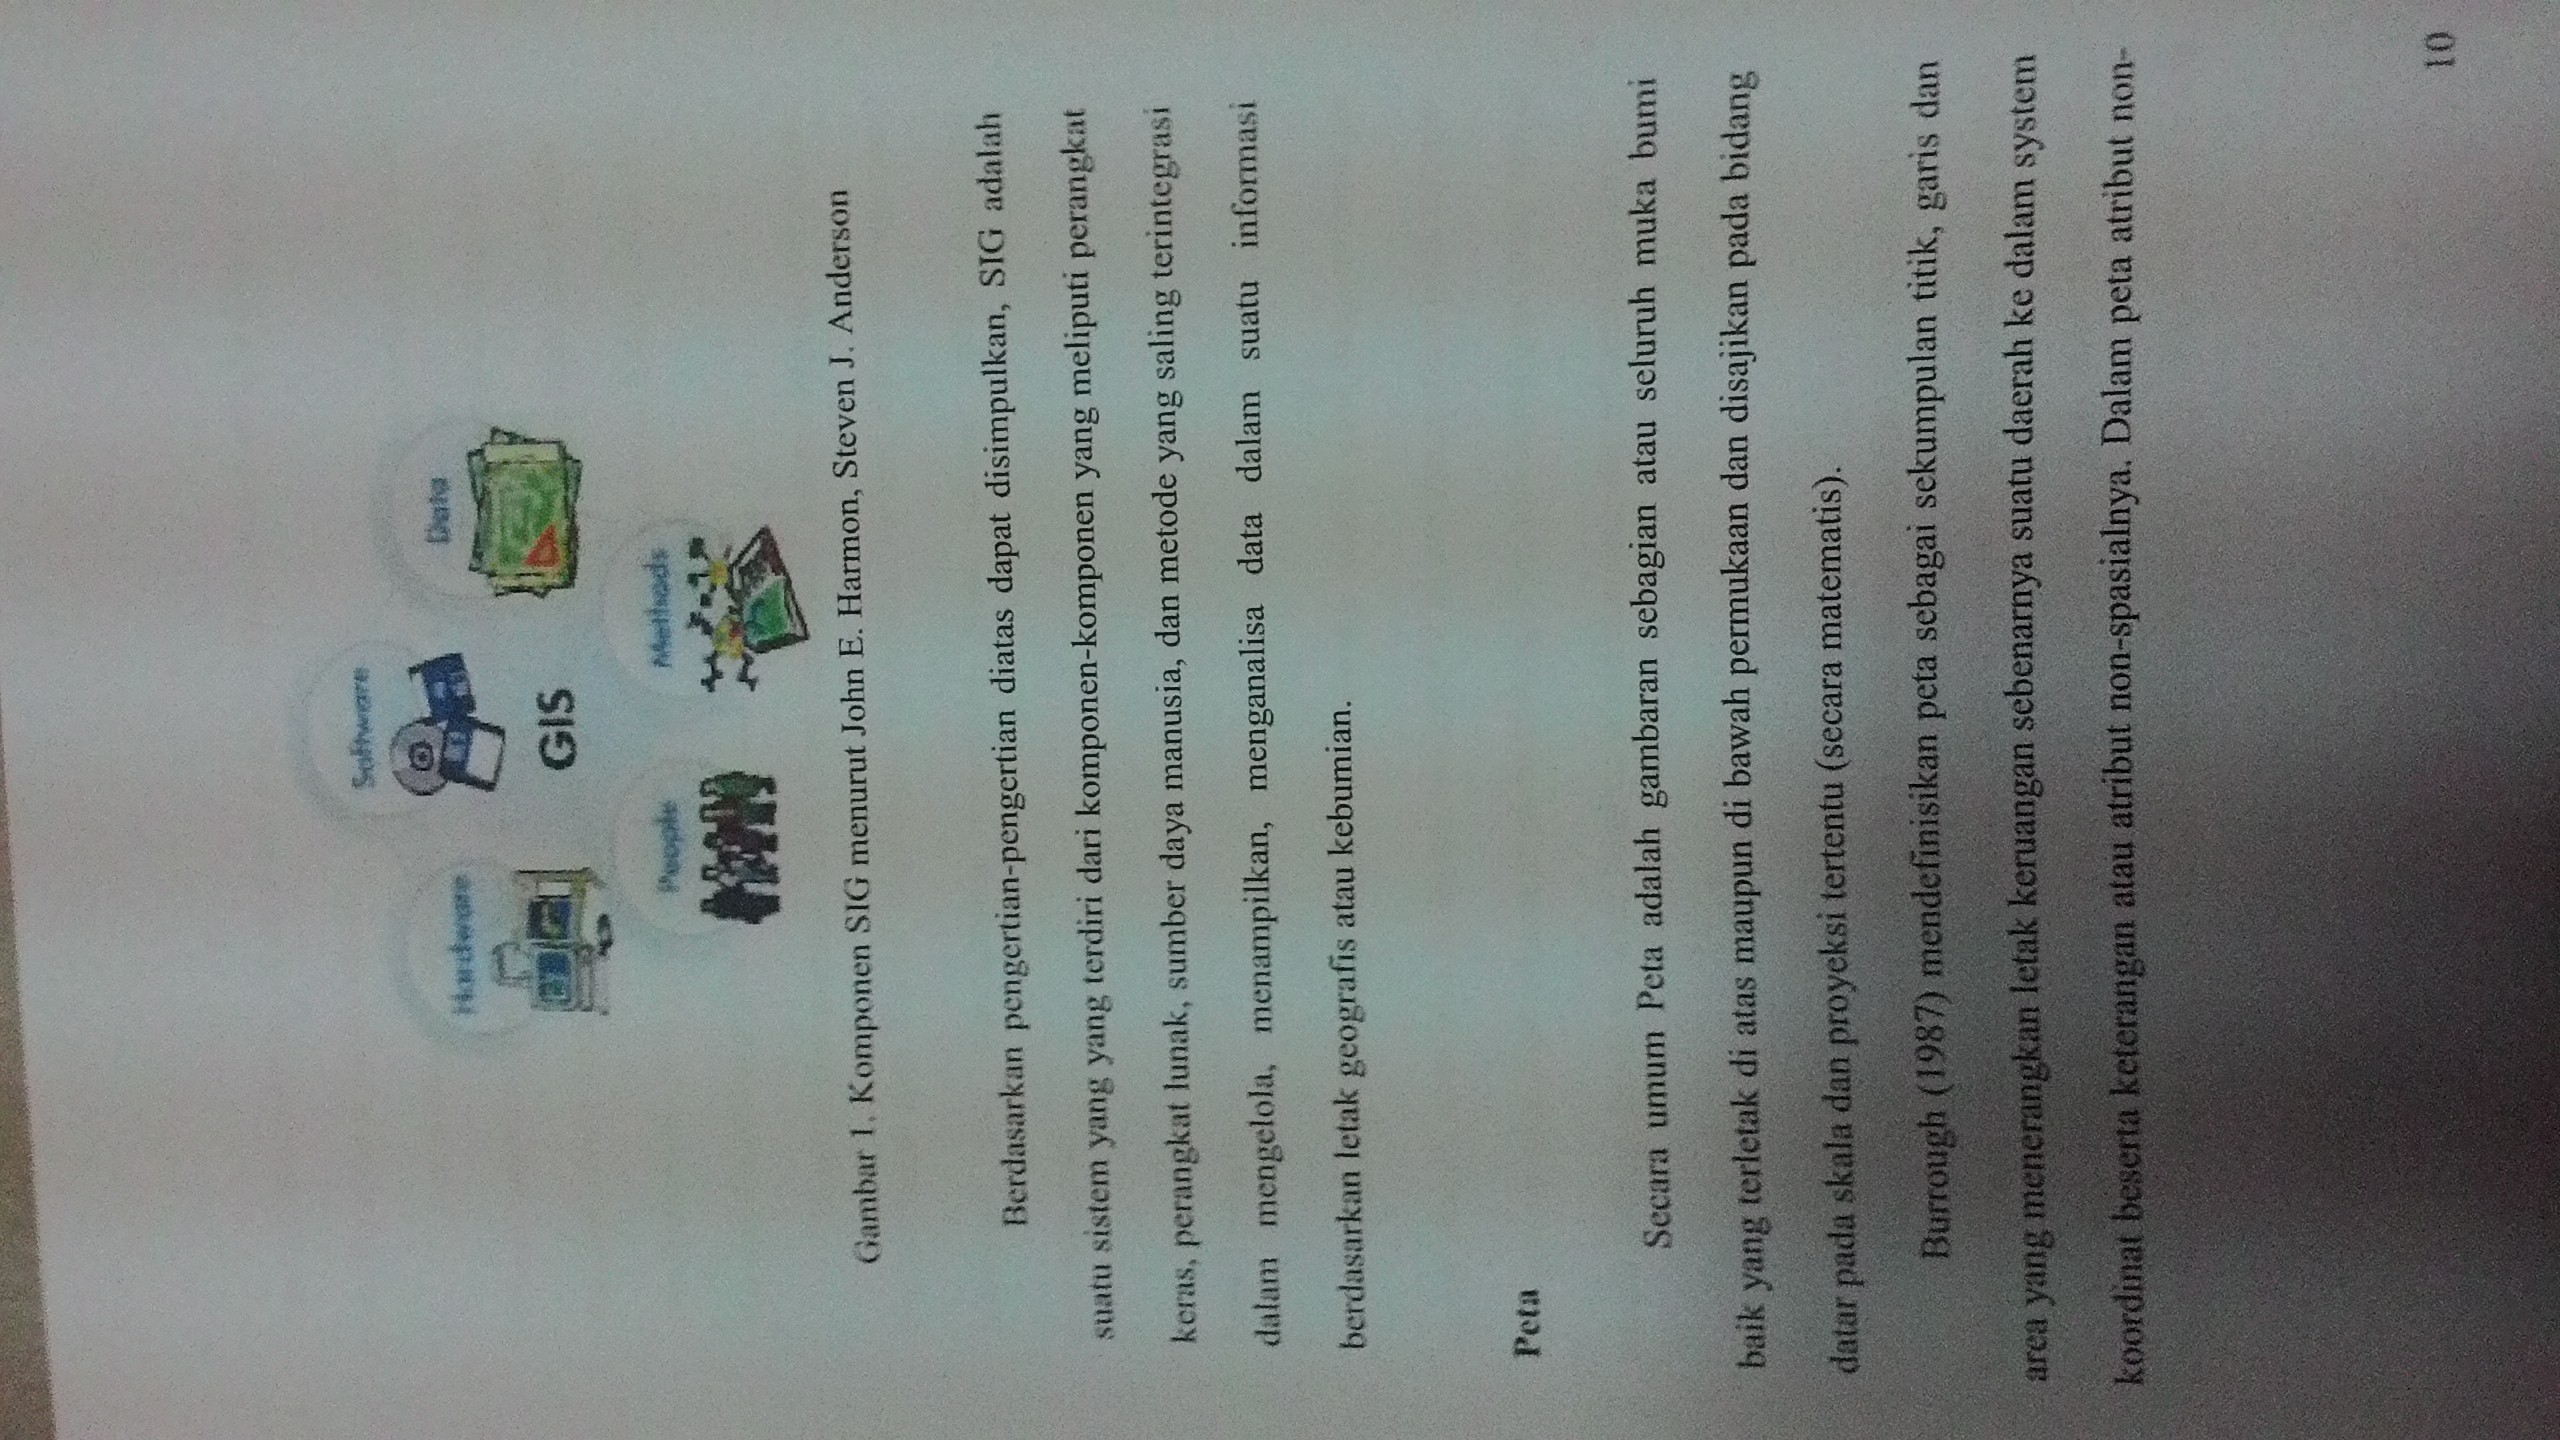 Software
Hardware
Data
GIS
People
Methods
Gambar 1. Komponen SIG menurut John E. Harmon, Steven J. Anderson
Berdasarkan pengertian-pengertian diatas dapat disimpulkan, SIG adalah
suatu sistem yang yang terdiri dari komponen-komponen yang meliputi perangkat
keras, perangkat lunak, sumber daya manusia, dan metode yang saling terintegrasi
dalam mengelola, menampilkan, menganalisa data dalam suatu informasi
berdasarkan letak geografis atau kebumian.
Peta
Secara umum Peta adalah gambaran sebagian atau seluruh muka bumi
baik yang terletak di atas maupun di bawah permukaan dan disajikan pada bidang
datar pada skala dan proyeksi tertentu (secara matematis).
Burrough (1987) mendefinisikan peta sebagai sekumpulan titik, garis dan
area yang menerangkan letak keruangan sebenarnya suatu daerah ke dalam system
koordinat beserta keterangan atau atribut non-spasialnya. Dalam peta atribut non-
10